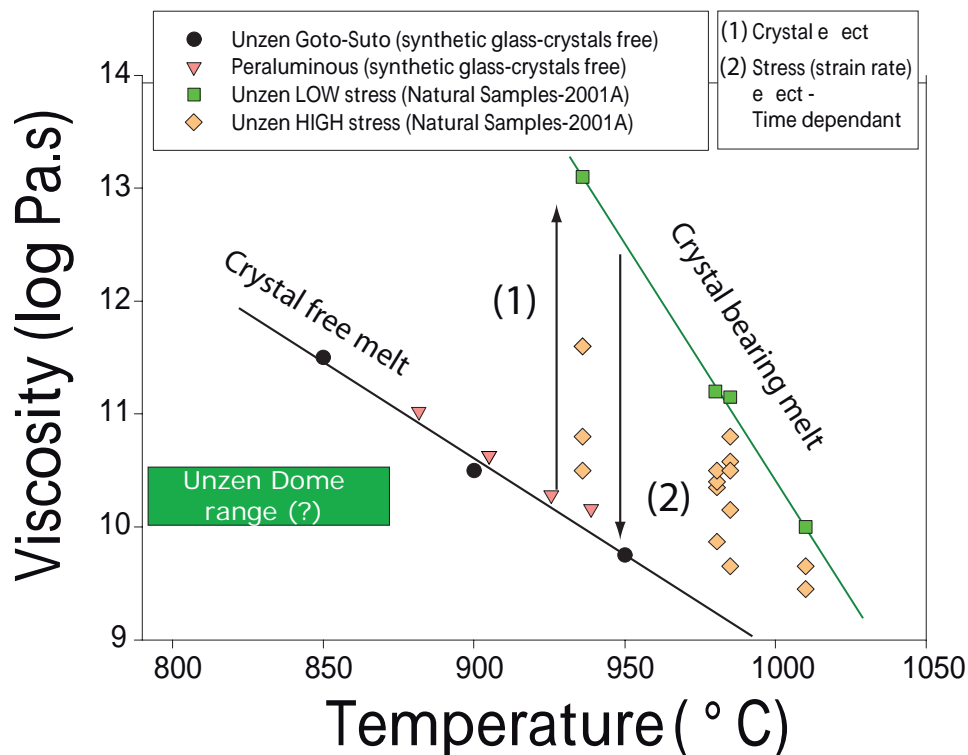 Unzen Goto-Suto (synthetic glass-crystals free)
Peraluminous (synthetic glass-crystals free)
Unzen LOW stress (Natural Samples-2001A)
Unzen HIGH stress (Natural Samples-2001A)
(1) Crystal e ect
(2) Stress (strain rate)
e ect -
Time dependant
Viscosity (log Pa.s)
14
13
12
11
10
9
Crystal free melt
(1)
(2)
Crystal bearing melt
Unzen Dome
range (?)
800
850
900
950
1000
1050
Temperature ( ° C)